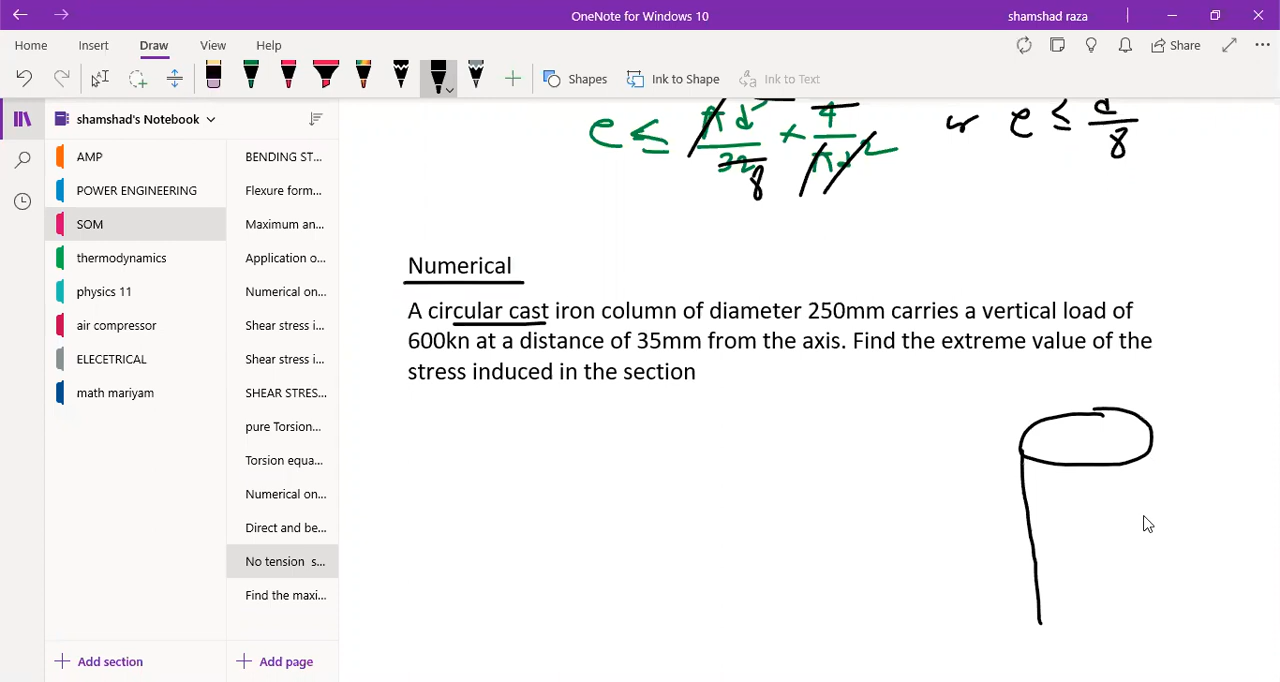 OneNote for Windows 10
shamshad raza
Home Insert Draw View Help
Share
Shapes
Ink to Shape
Ink to Text
shamshad's Notebook
AMP
POWER ENGINEERING
SOM
thermodynamics
physics 11
air compressor
ELECETRICAL
math mariyam
Add section
BENDING ST...
Flexure form...
Maximum an...
Application o...
Numerical on...
Shear stress i...
Shear stress i...
SHEAR STRES...
pure Torsion...
Torsion equa...
Numerical on...
Direct and be...
No tension s...
Find the maxi...
Add page
e ≤ πd³/32 8 × 4/πd² or e ≤ d/8
Numerical
A circular cast iron column of diameter 250mm carries a vertical load of
600kn at a distance of 35mm from the axis. Find the extreme value of the
stress induced in the section